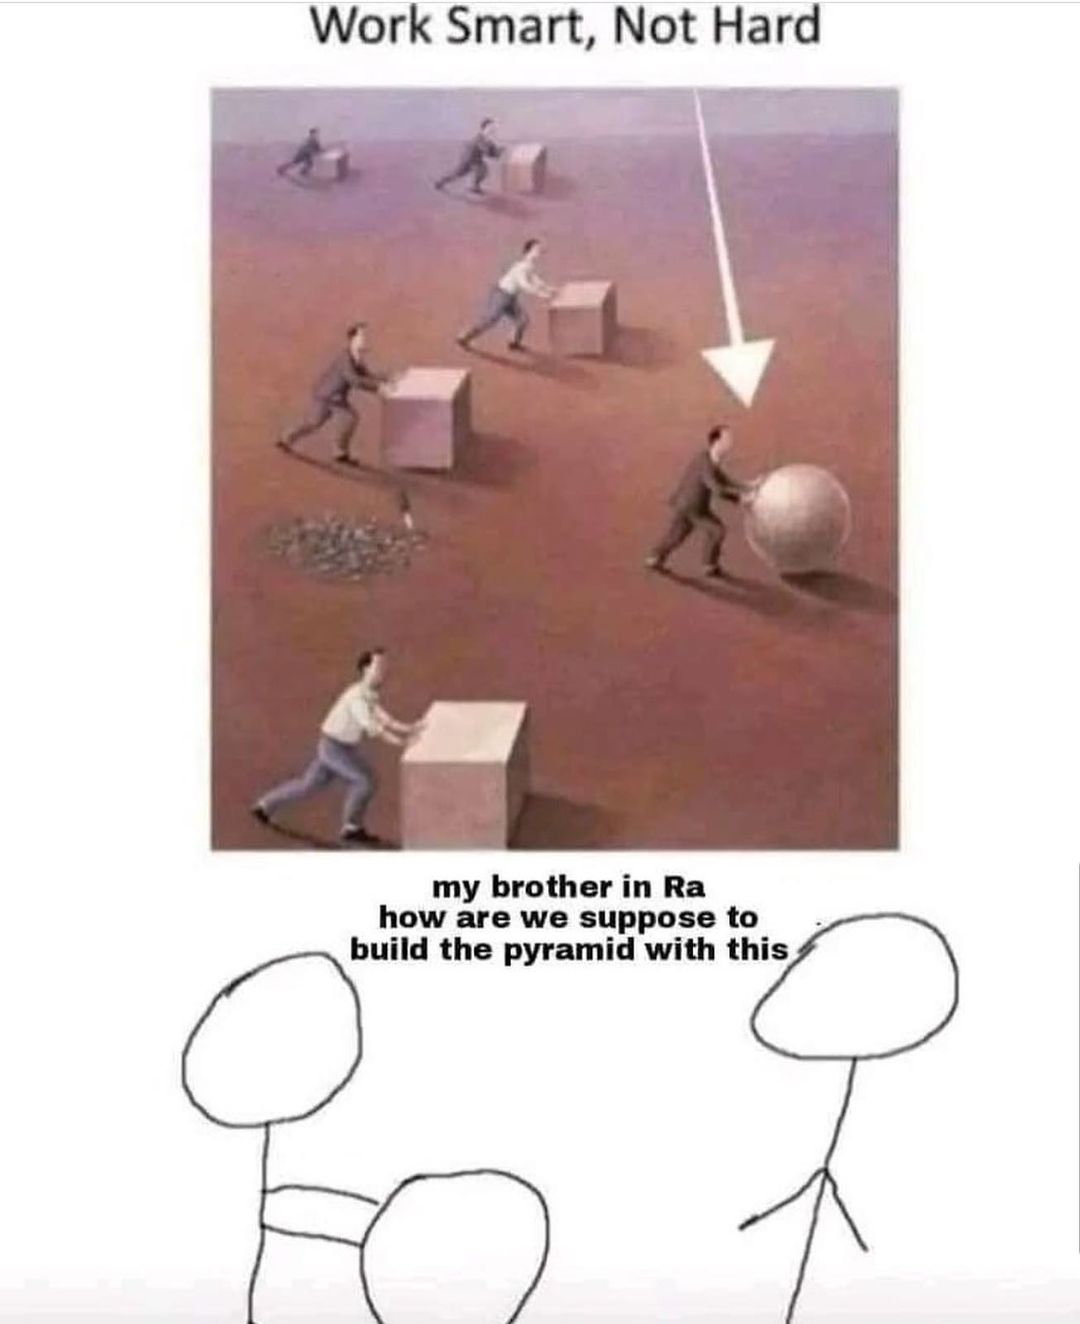 Work Smart, Not Hard
my brother in Ra
how are we suppose to
build the pyramid with this